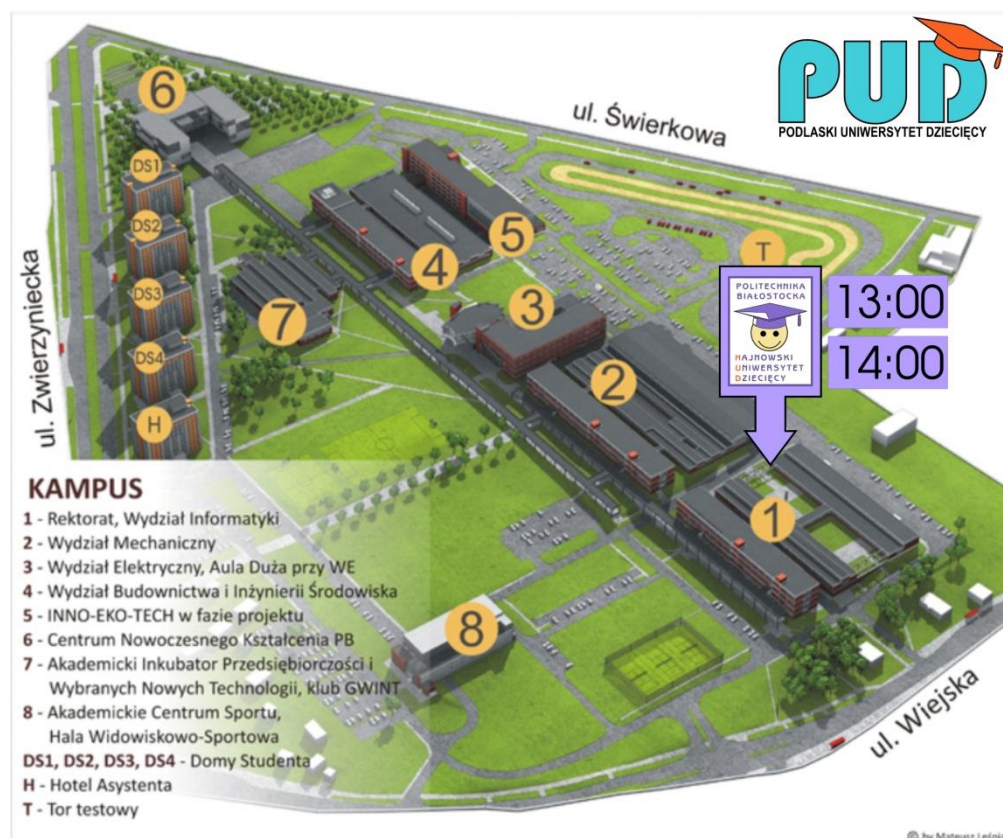 PUD
PODLASKI UNIWERSYTET DZIECIĘCY
ul. Świerkowa
6
DS1
DS2
5
T
ul. Zwierzyniecka
4
POLITECHNIKA
BIAŁOSTOCKA
13:00
DS3
3
7
HAJNOWSKI
UNIWERSYTET
DZIECIĘCY
14:00
DS4
2
H
1
8
ul. Wiejska
KAMPUS
1 - Rektorat, Wydział Informatyki
2 - Wydział Mechaniczny
3 - Wydział Elektryczny, Aula Duża przy WE
4 - Wydział Budownictwa i Inżynierii Środowiska
5 - INNO-EKO-TECH w fazie projektu
6 - Centrum Nowoczesnego Kształcenia PB
7 - Akademicki Inkubator Przedsiębiorczości i
Wybranych Nowych Technologii, klub GWINT
8 - Akademickie Centrum Sportu,
Hala Widowiskowo-Sportowa
DS1, DS2, DS3, DS4 - Domy Studenta
H - Hotel Asystenta
T - Tor testowy
© by Mateusz